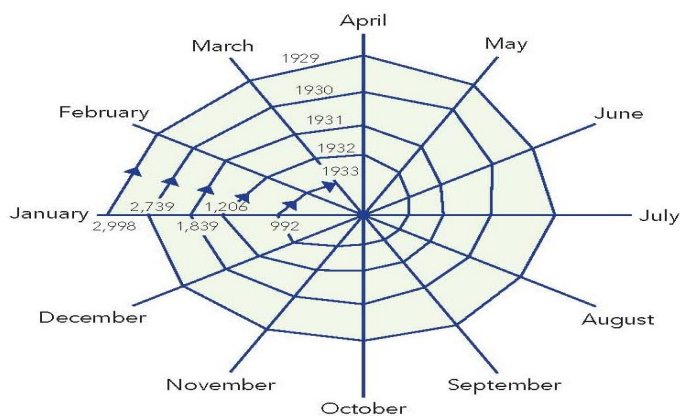 April
March
May
1929
1930
February
June
1931
1932
1933
January
2,739
1,206
July
2,998
1,839
992
December
August
November
September
October